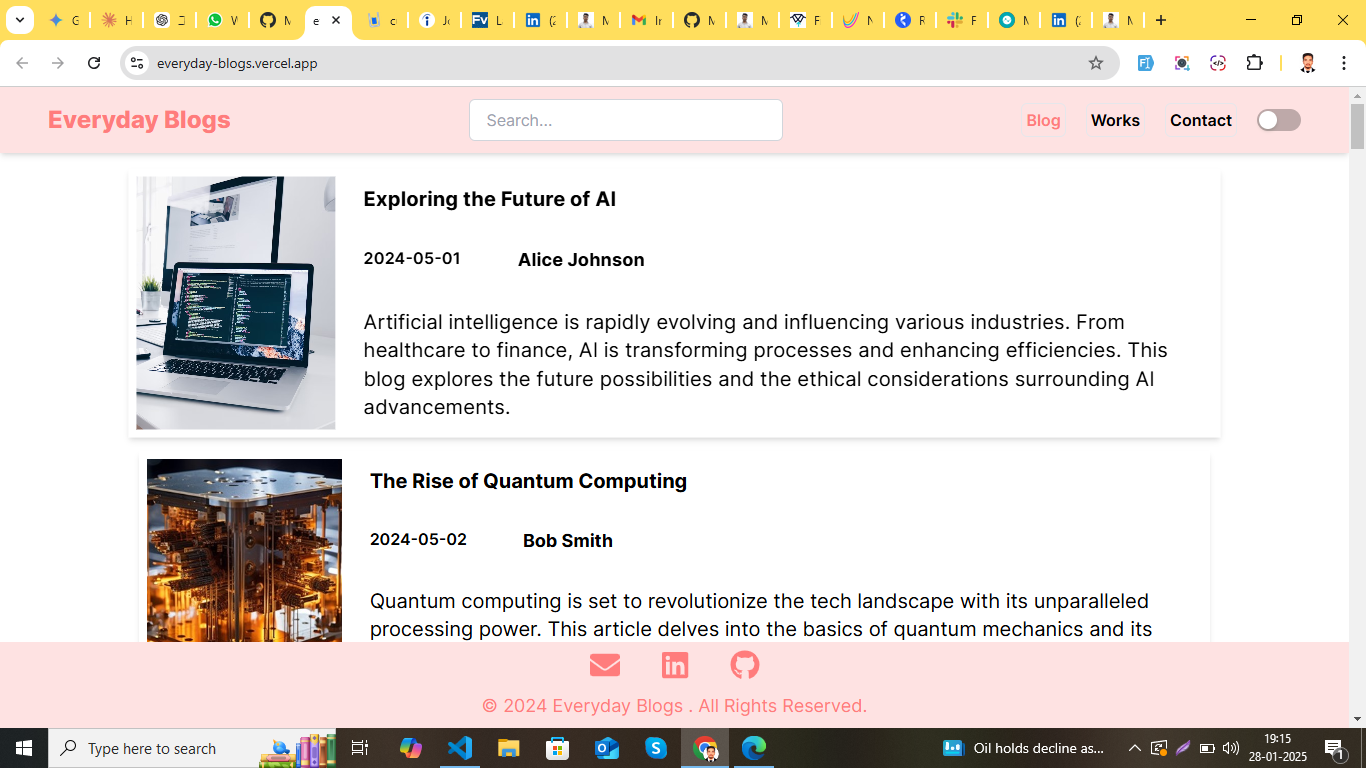 everyday-blogs.vercel.app
Everyday Blogs
Search...
Blog
Works
Contact
Exploring the Future of AI
2024-05-01
Alice Johnson
Artificial intelligence is rapidly evolving and influencing various industries. From
healthcare to finance, AI is transforming processes and enhancing efficiencies. This
blog explores the future possibilities and the ethical considerations surrounding AI
advancements.
The Rise of Quantum Computing
2024-05-02
Bob Smith
Quantum computing is set to revolutionize the tech landscape with its unparalleled
processing power. This article delves into the basics of quantum mechanics and its
© 2024 Everyday Blogs . All Rights Reserved.
Type here to search
Oil holds decline as...
19:15
28-01-2025
1